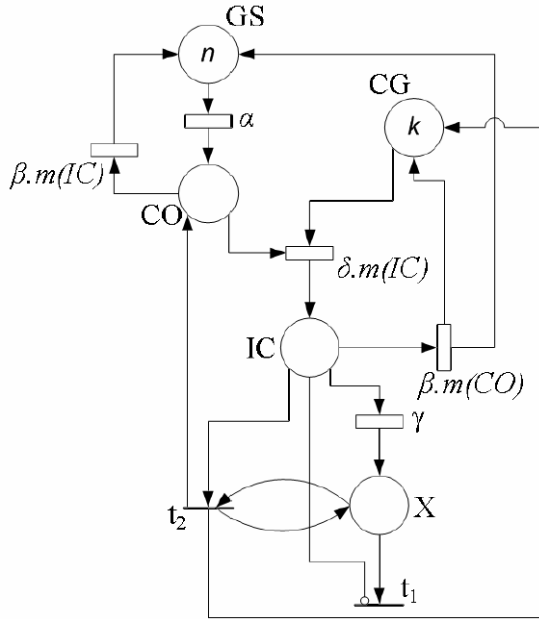 GS
n
CG
α
k
β.m(IC)
CO
δ.m(IC)
IC
β.m(CO)
γ
X
t₂
t₁